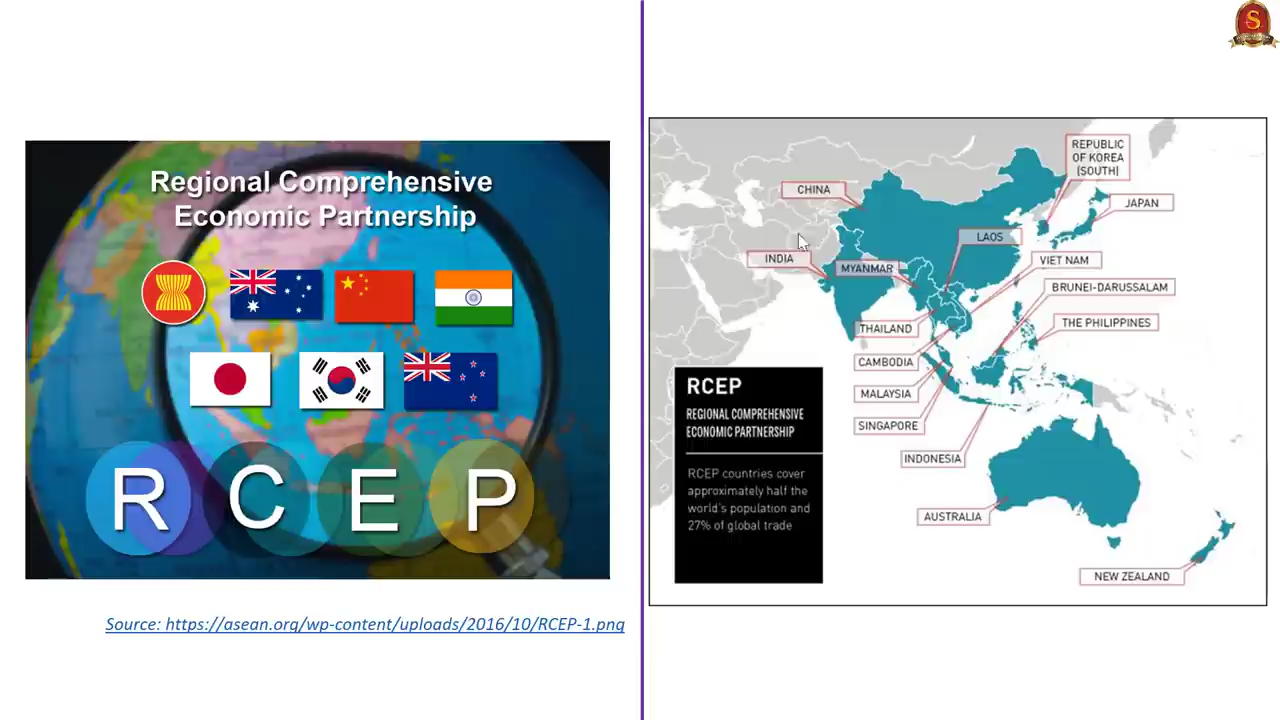 S
Regional Comprehensive
Economic Partnership
R C E P
Source: https://asean.org/wp-content/uploads/2016/10/RCEP-1.png
REPUBLIC
OF KOREA
(SOUTH)
CHINA
JAPAN
LAOS
INDIA
MYANMAR
VIET NAM
BRUNEI-DARUSSALAM
THE PHILIPPINES
THAILAND
CAMBODIA
MALAYSIA
SINGAPORE
INDONESIA
AUSTRALIA
NEW ZEALAND
RCEP
REGIONAL COMPREHENSIVE
ECONOMIC PARTNERSHIP
RCEP countries cover
approximately half the
world's population and
27% of global trade